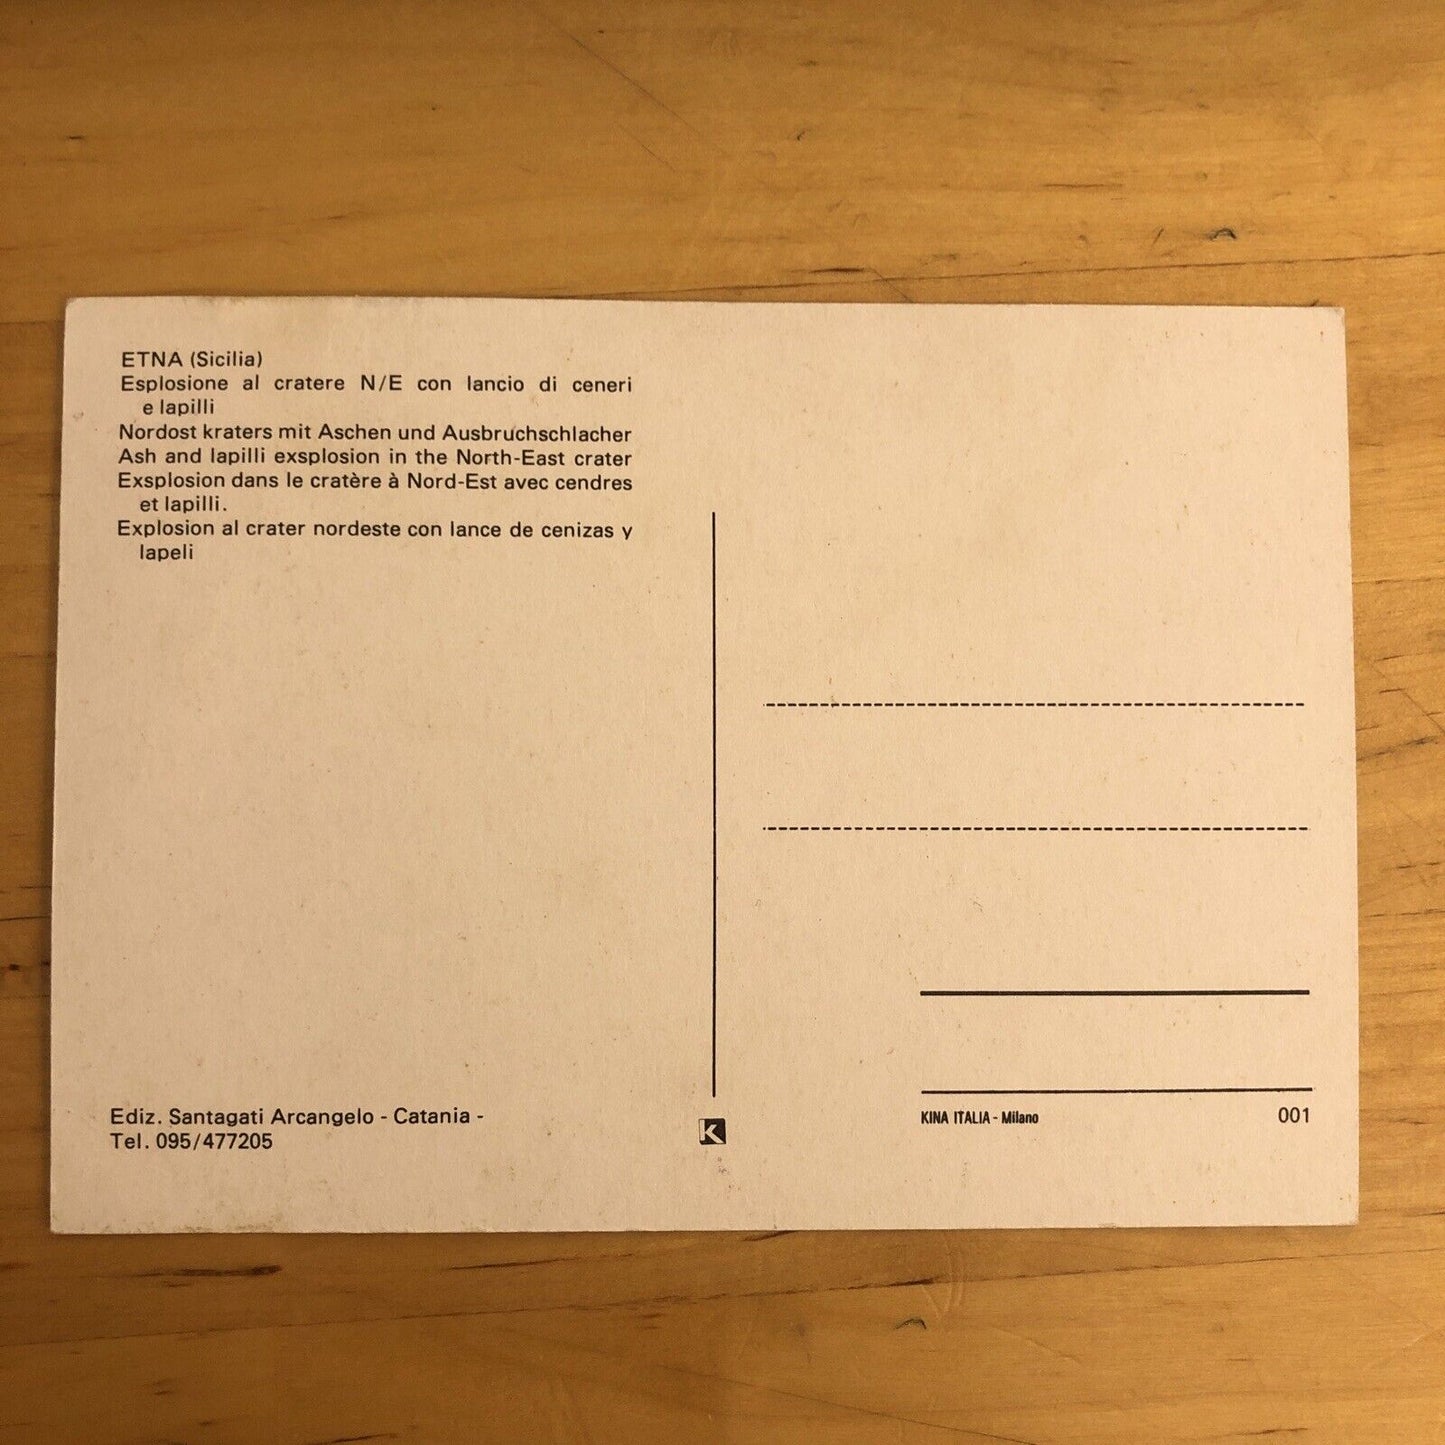 ETNA (Sicilia)
Esplosione al cratere N/E con lancio di ceneri
e lapilli
Nordost kraters mit Aschen und Ausbruchschlacher
Ash and lapilli exsplosion in the North-East crater
Exsplosion dans le cratère à Nord-Est avec cendres
et lapilli.
Explosion al crater nordeste con lance de cenizas y
lapeli
Ediz. Santagati Arcangelo - Catania -
Tel. 095/477205
K
KINA ITALIA - Milano
001